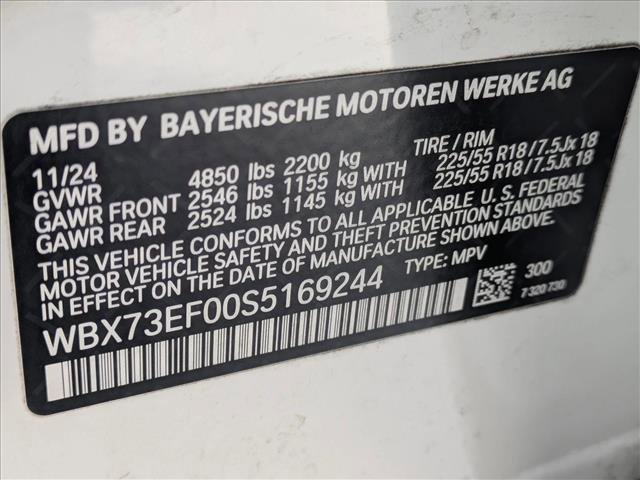 MFD BY BAYERISCHE MOTOREN WERKE AG
11/24 TIRE / RIM
GVWR 4850 lbs 2200 kg
GAWR FRONT 2546 lbs 1155 kg WITH 225/55 R18/7.5Jx18
GAWR REAR 2524 lbs 1145 kg WITH 225/55 R18/7.5Jx18
THIS VEHICLE CONFORMS TO ALL APPLICABLE U. S. FEDERAL
MOTOR VEHICLE SAFETY AND THEFT PREVENTION STANDARDS
IN EFFECT ON THE DATE OF MANUFACTURE SHOWN ABOVE.
WBX73EF00S5169244 TYPE: MPV 300
7 320 730